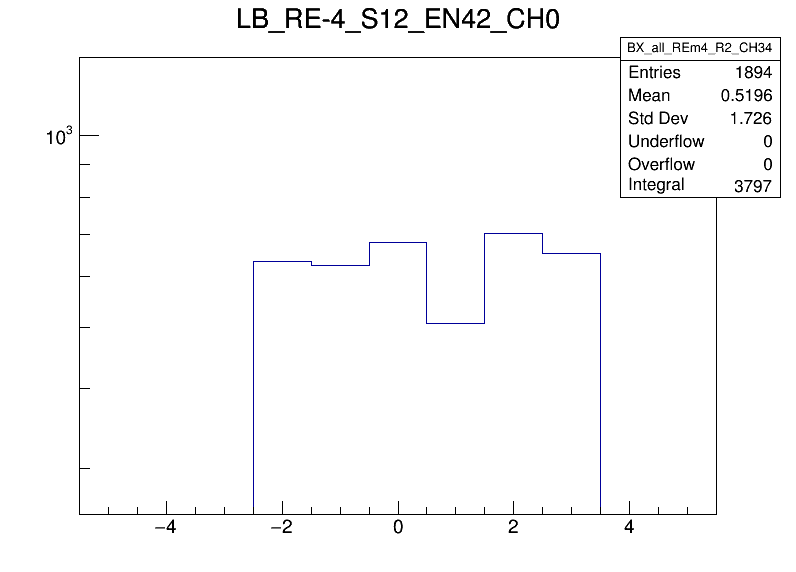 LB_RE-4_S12_EN42_CH0
BX_all_REm4_R2_CH34
Entries 1894
Mean 0.5196
Std Dev 1.726
Underflow 0
Overflow 0
Integral 3797
10³
−4 −2 0 2 4